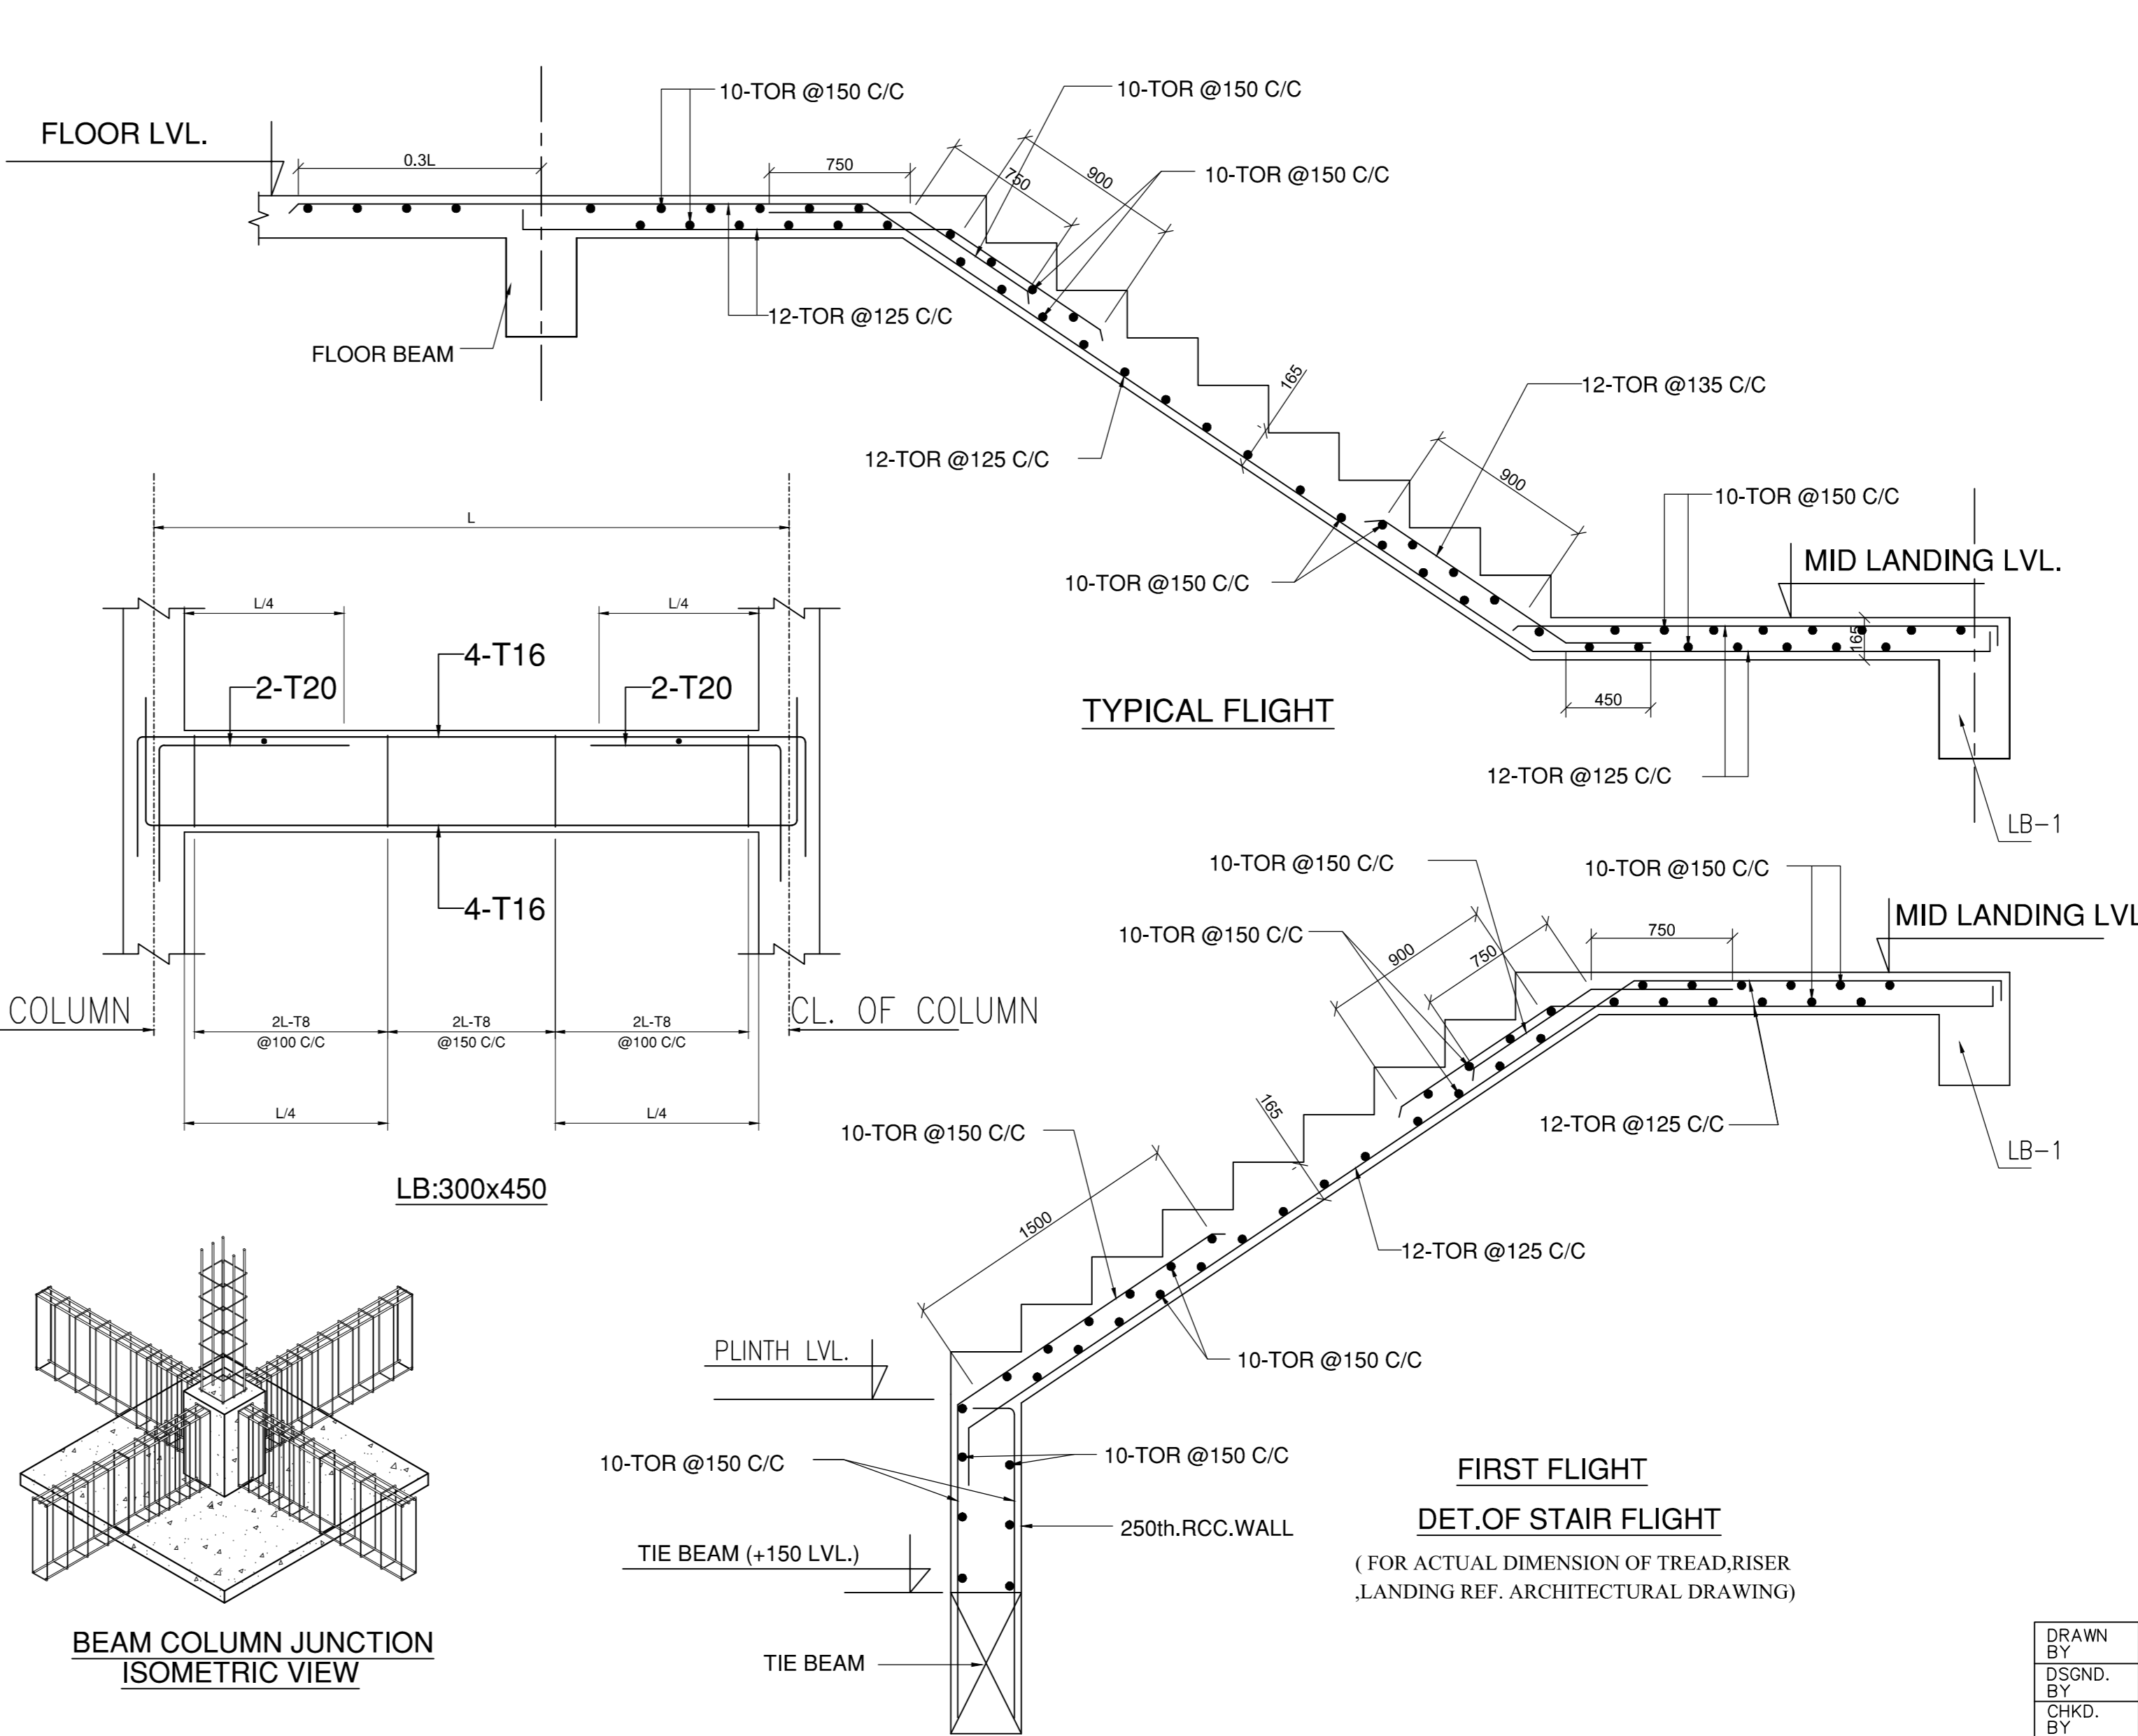 10-TOR @150 C/C
10-TOR @150 C/C
FLOOR LVL.
0.3L
750
750
900
10-TOR @150 C/C
12-TOR @125 C/C
FLOOR BEAM
165
12-TOR @135 C/C
12-TOR @125 C/C
900
10-TOR @150 C/C
10-TOR @150 C/C
MID LANDING LVL.
165
450
TYPICAL FLIGHT
12-TOR @125 C/C
LB-1
L
L/4
L/4
4-T16
2-T20
2-T20
4-T16
COLUMN
CL. OF COLUMN
2L-T8
@100 C/C
2L-T8
@150 C/C
2L-T8
@100 C/C
L/4
L/4
LB:300x450
10-TOR @150 C/C
10-TOR @150 C/C
10-TOR @150 C/C
MID LANDING LVL
750
900
750
165
12-TOR @125 C/C
LB-1
10-TOR @150 C/C
1500
12-TOR @125 C/C
PLINTH LVL.
10-TOR @150 C/C
10-TOR @150 C/C
10-TOR @150 C/C
250th.RCC.WALL
TIE BEAM (+150 LVL.)
TIE BEAM
FIRST FLIGHT
DET.OF STAIR FLIGHT
( FOR ACTUAL DIMENSION OF TREAD,RISER
,LANDING REF. ARCHITECTURAL DRAWING)
BEAM COLUMN JUNCTION
ISOMETRIC VIEW
DRAWN
BY
DSGND.
BY
CHKD.
BY